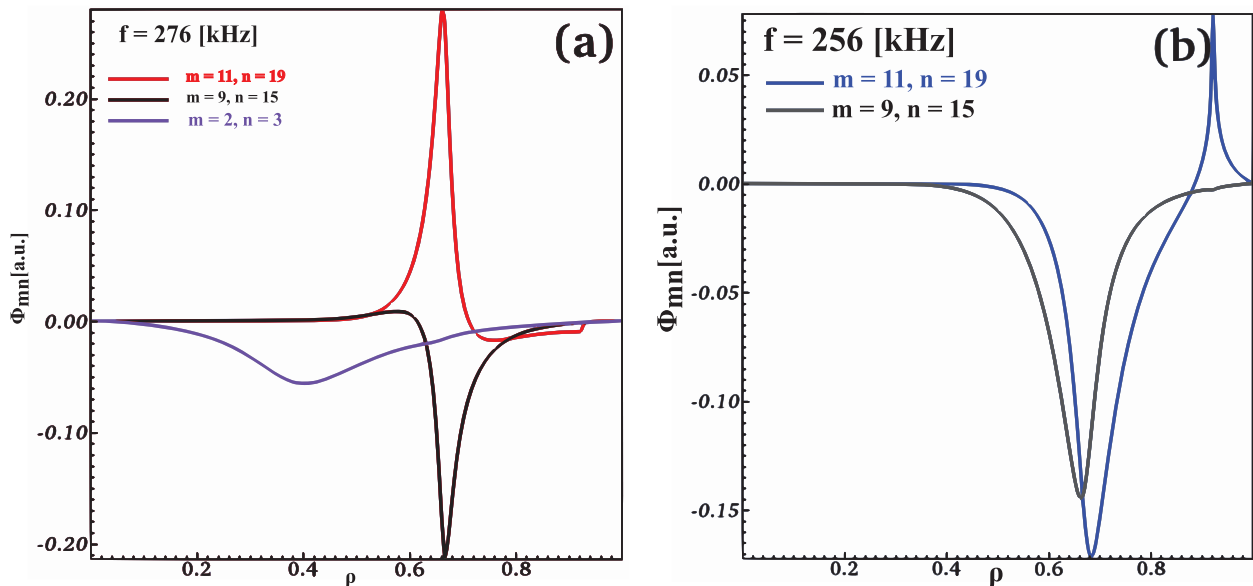 f = 276 [kHz]
(a)
m = 11, n = 19
m = 9, n = 15
m = 2, n = 3
0.20
0.10
0.00
-0.10
-0.20
Φmn[a.u.]
0.2
0.4
0.6
0.8
ρ
f = 256 [kHz]
(b)
m = 11, n = 19
m = 9, n = 15
0.05
0.00
-0.05
-0.10
-0.15
Φmn[a.u.]
0.2
0.4
0.6
0.8
ρ